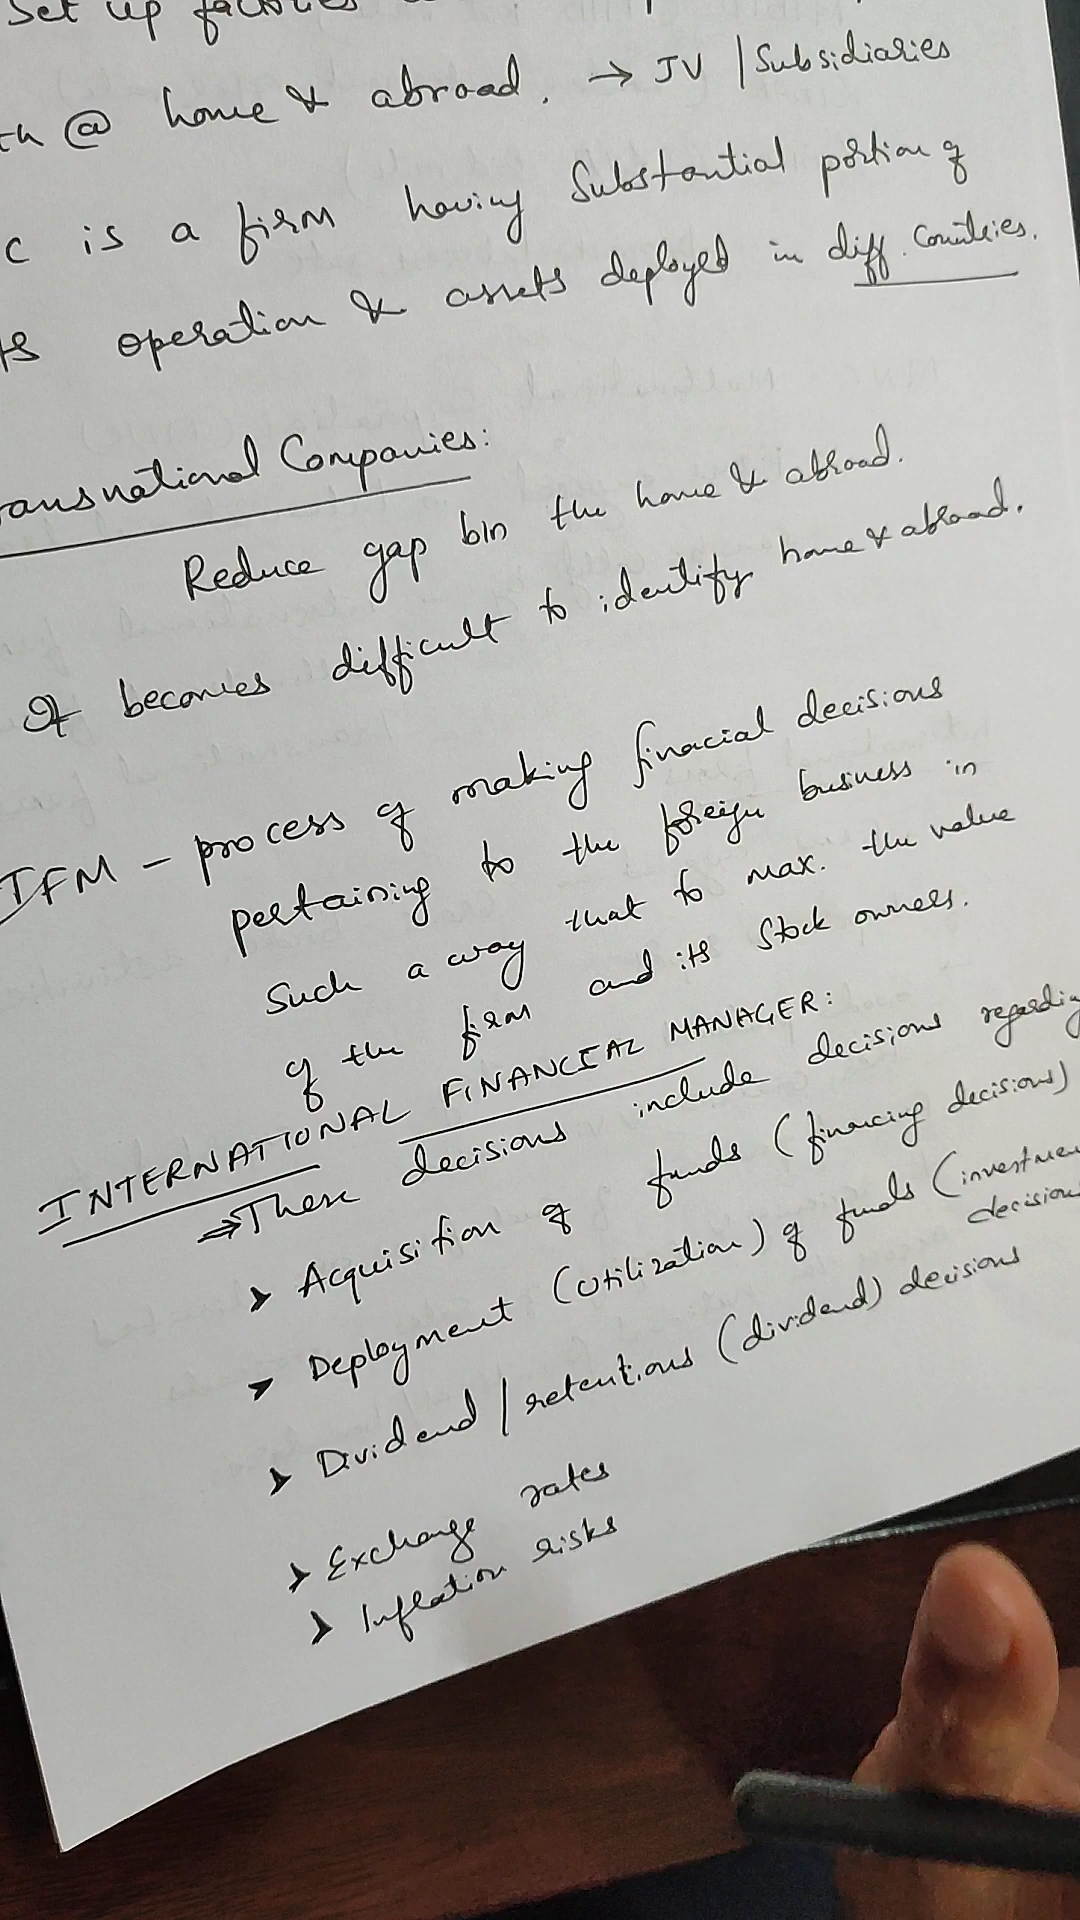 Set up
@ home & abroad. → JV / Subsidiaries
C is a firm having Substantial portion of
operation & assets deployed in diff. Countries.
ansnational Companies:
Reduce gap b/n the home & abroad.
It becomes difficult to identify home & abroad.
IFM - process of making finacial decisions
pertaining to the foreign business in
Such a way that to max. the value
of the firm and its Stock owners.
INTERNATIONAL FINANCIAL MANAGER:
⇒ These decisions include decisions regardin
➤ Acquisition of funds (financing decisions)
➤ Deployment (utilization) of funds (investmen
decision
➤ Dividend / retentions (dividend) decisions
➤ Exchange rates
➤ Inflation risks